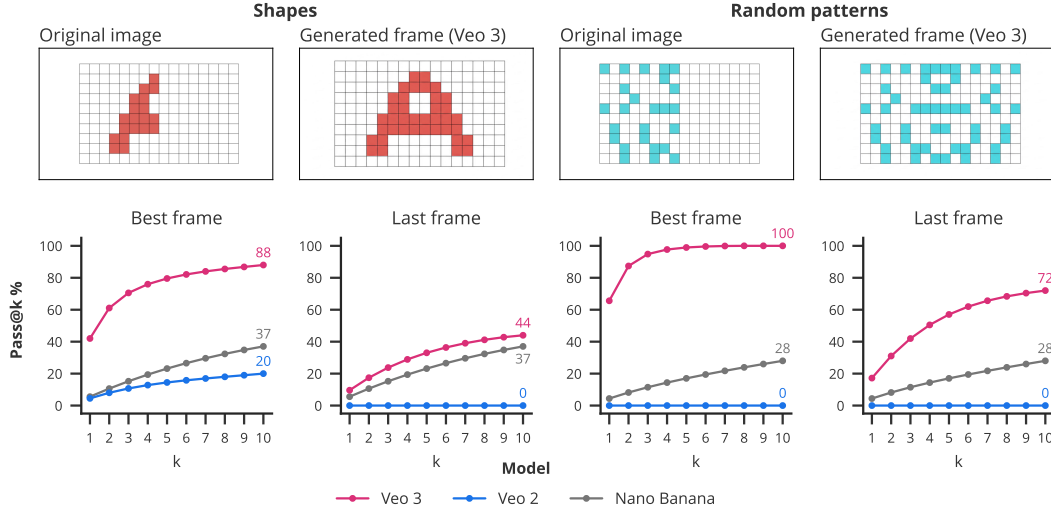 Shapes
Random patterns
Original image
Generated frame (Veo 3)
Original image
Generated frame (Veo 3)
Best frame
Last frame
Best frame
Last frame
Pass@k %
100
80
60
40
20
0
88
37
20
1 2 3 4 5 6 7 8 9 10
k
100
80
60
40
20
0
44
37
0
1 2 3 4 5 6 7 8 9 10
k
100
80
60
40
20
0
100
28
0
1 2 3 4 5 6 7 8 9 10
k
100
80
60
40
20
0
72
28
0
1 2 3 4 5 6 7 8 9 10
k
Model
Veo 3
Veo 2
Nano Banana